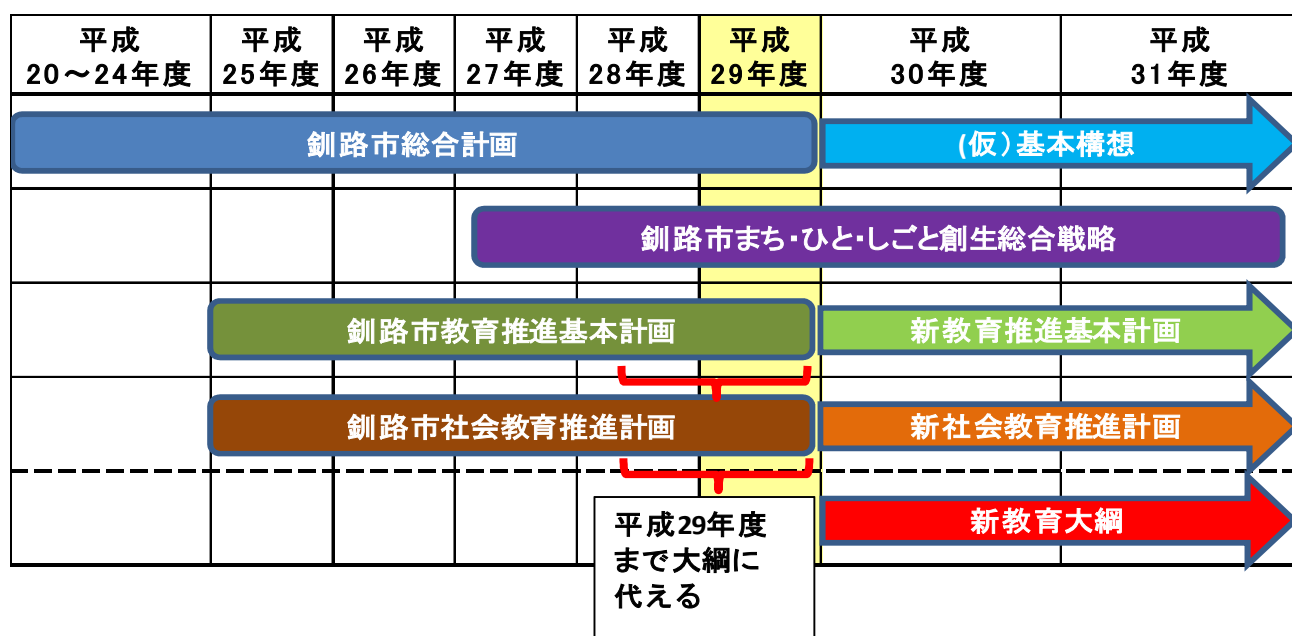 平成
20～24年度
平成
25年度
平成
26年度
平成
27年度
平成
28年度
平成
29年度
平成
30年度
平成
31年度
釧路市総合計画
(仮）基本構想
釧路市まち・ひと・しごと創生総合戦略
釧路市教育推進基本計画
新教育推進基本計画
釧路市社会教育推進計画
新社会教育推進計画
新教育大綱
平成29年度
まで大綱に
代える